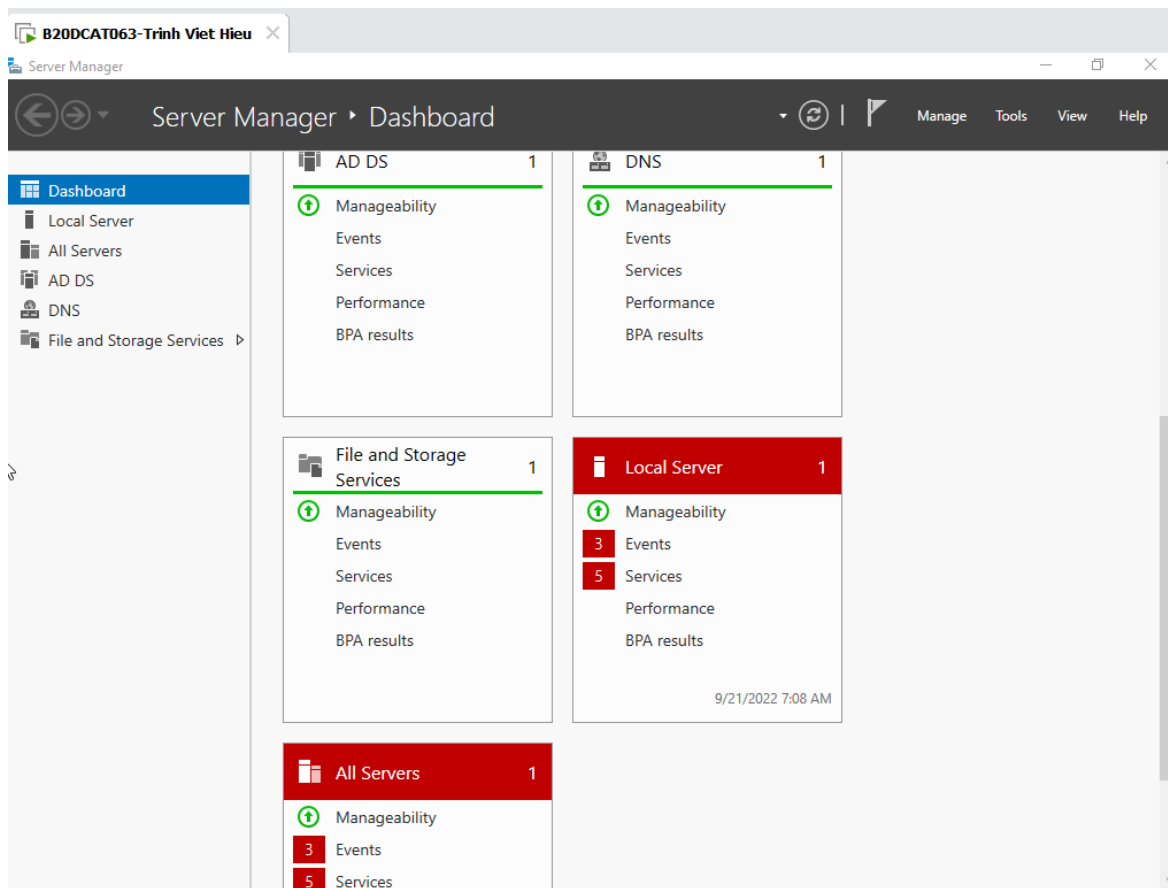 B20DCAT063-Trinh Viet Hieu
Server Manager
Server Manager Dashboard
Manage Tools View Help
Dashboard
Local Server
All Servers
AD DS
DNS
File and Storage Services
AD DS 1
Manageability
Events
Services
Performance
BPA results
DNS 1
Manageability
Events
Services
Performance
BPA results
File and Storage
Services 1
Manageability
Events
Services
Performance
BPA results
Local Server 1
Manageability
3 Events
5 Services
Performance
BPA results
9/21/2022 7:08 AM
All Servers 1
Manageability
3 Events
5 Services